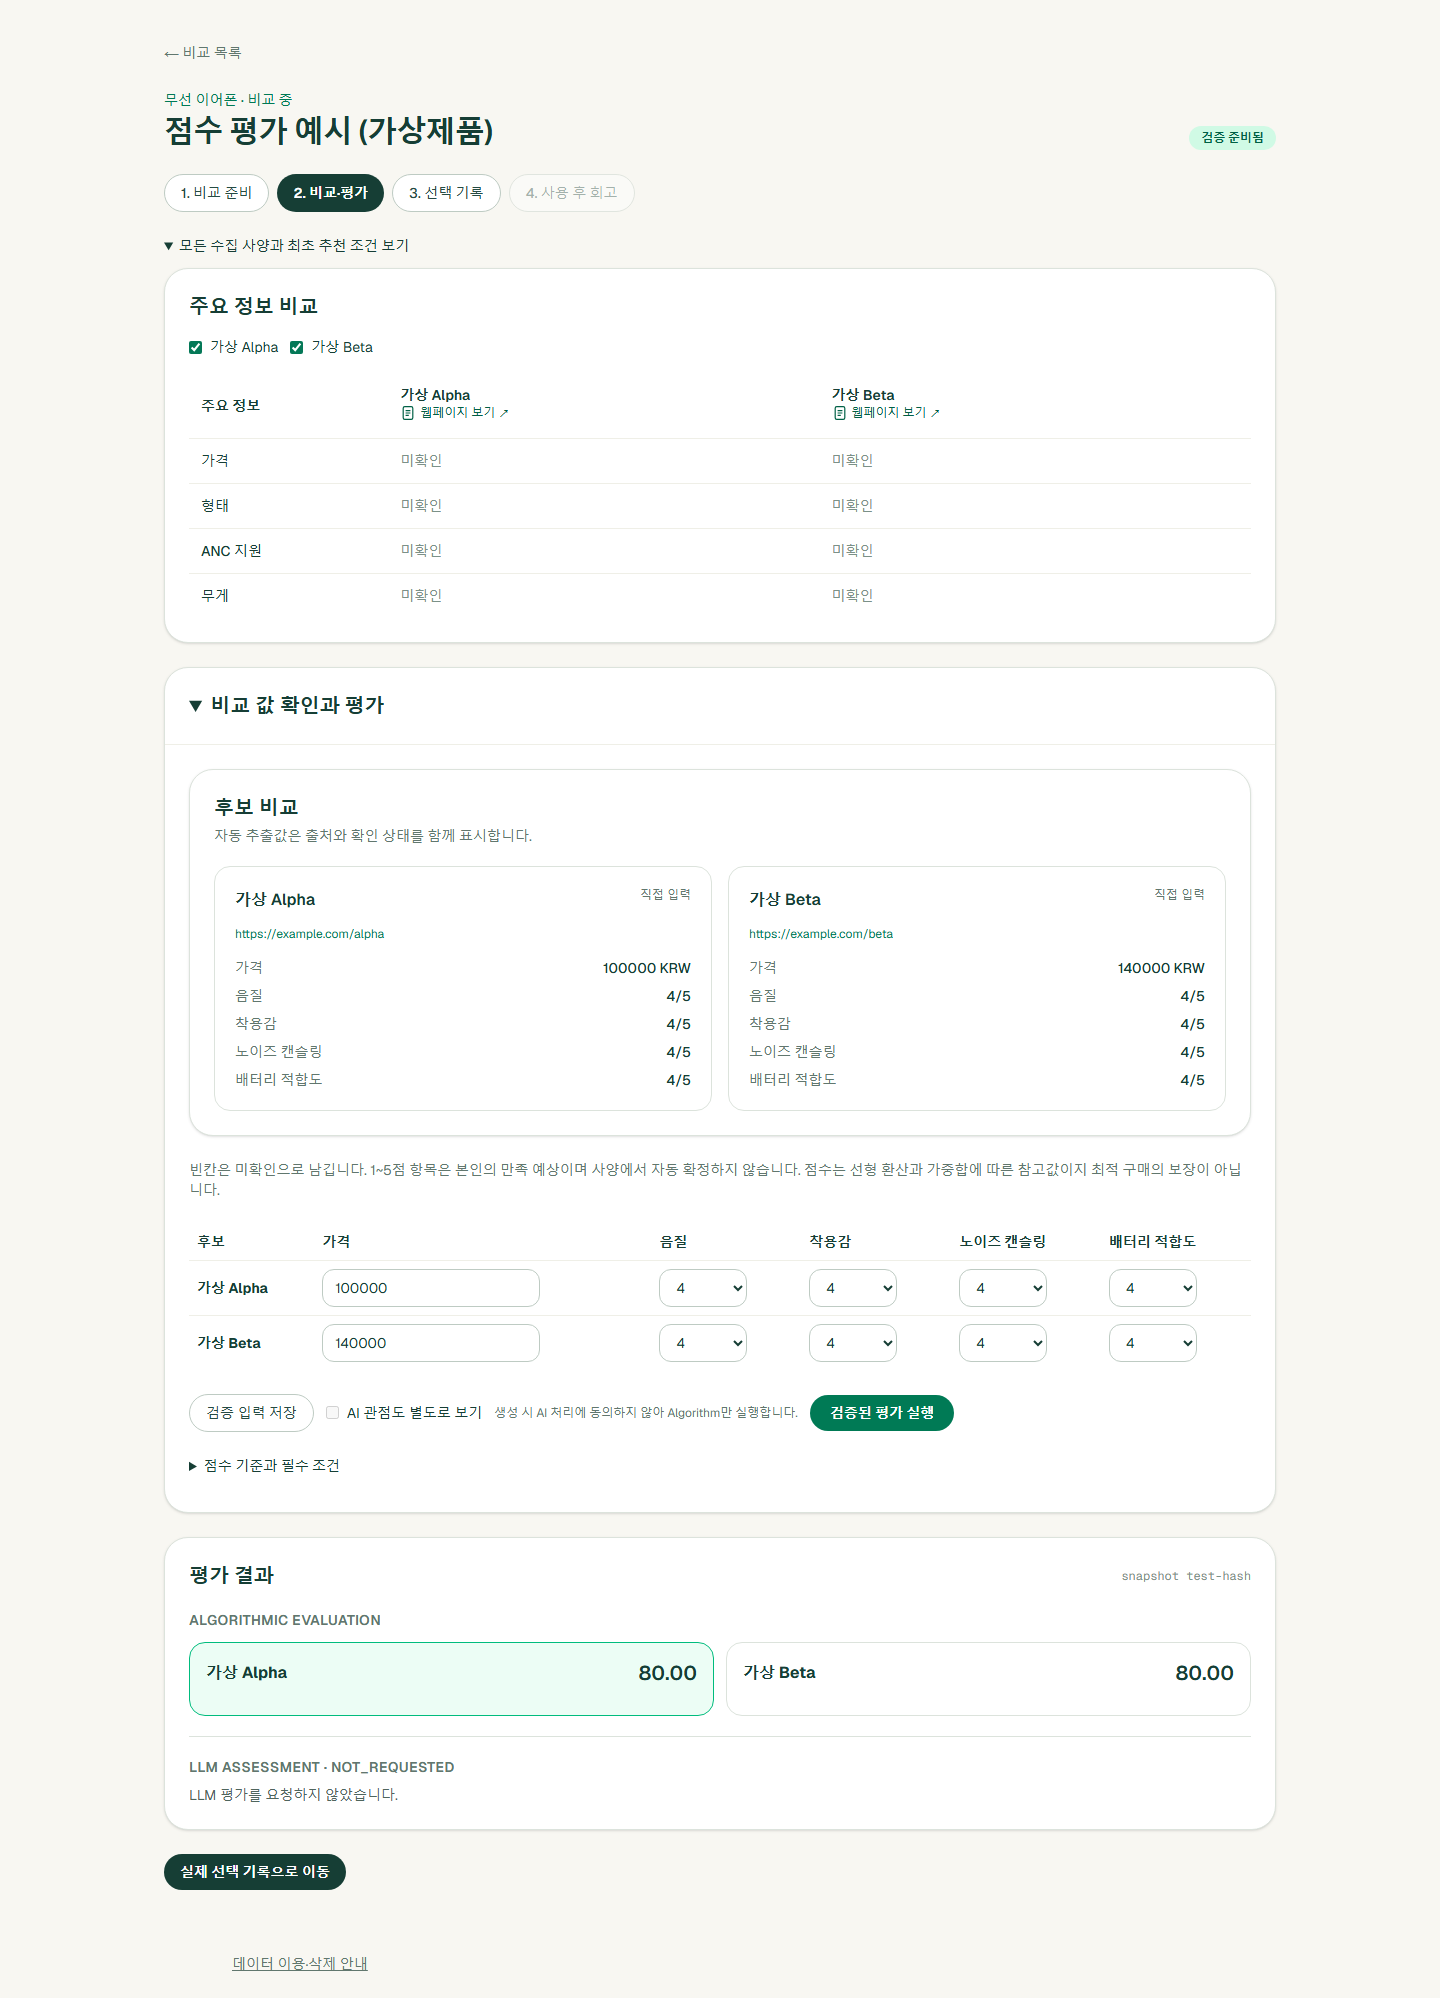 ← 비교 목록
무선 이어폰 · 비교 중
점수 평가 예시 (가상제품)
검증 준비됨
1. 비교 준비
2. 비교·평가
3. 선택 기록
4. 사용 후 회고
▼ 모든 수집 사양과 최초 추천 조건 보기
주요 정보 비교
가상 Alpha 가상 Beta
주요 정보
가상 Alpha
웹페이지 보기 ↗
가상 Beta
웹페이지 보기 ↗
가격 미확인 미확인
형태 미확인 미확인
ANC 지원 미확인 미확인
무게 미확인 미확인
▼ 비교 값 확인과 평가
후보 비교
자동 추출값은 출처와 확인 상태를 함께 표시합니다.
가상 Alpha 직접 입력
https://example.com/alpha
가격 100000 KRW
음질 4/5
착용감 4/5
노이즈 캔슬링 4/5
배터리 적합도 4/5
가상 Beta 직접 입력
https://example.com/beta
가격 140000 KRW
음질 4/5
착용감 4/5
노이즈 캔슬링 4/5
배터리 적합도 4/5
빈칸은 미확인으로 남깁니다. 1~5점 항목은 본인의 만족 예상이며 사양에서 자동 확정하지 않습니다. 점수는 선형 환산과 가중합에 따른 참고값이지 최적 구매의 보장이 아닙
니다.
후보 가격 음질 착용감 노이즈 캔슬링 배터리 적합도
가상 Alpha 100000 4 4 4 4
가상 Beta 140000 4 4 4 4
검증 입력 저장 AI 관점도 별도로 보기 생성 시 AI 처리에 동의하지 않아 Algorithm만 실행합니다. 검증된 평가 실행
▶ 점수 기준과 필수 조건
평가 결과 snapshot test-hash
ALGORITHMIC EVALUATION
가상 Alpha 80.00
가상 Beta 80.00
LLM ASSESSMENT · NOT_REQUESTED
LLM 평가를 요청하지 않았습니다.
실제 선택 기록으로 이동
데이터 이용·삭제 안내